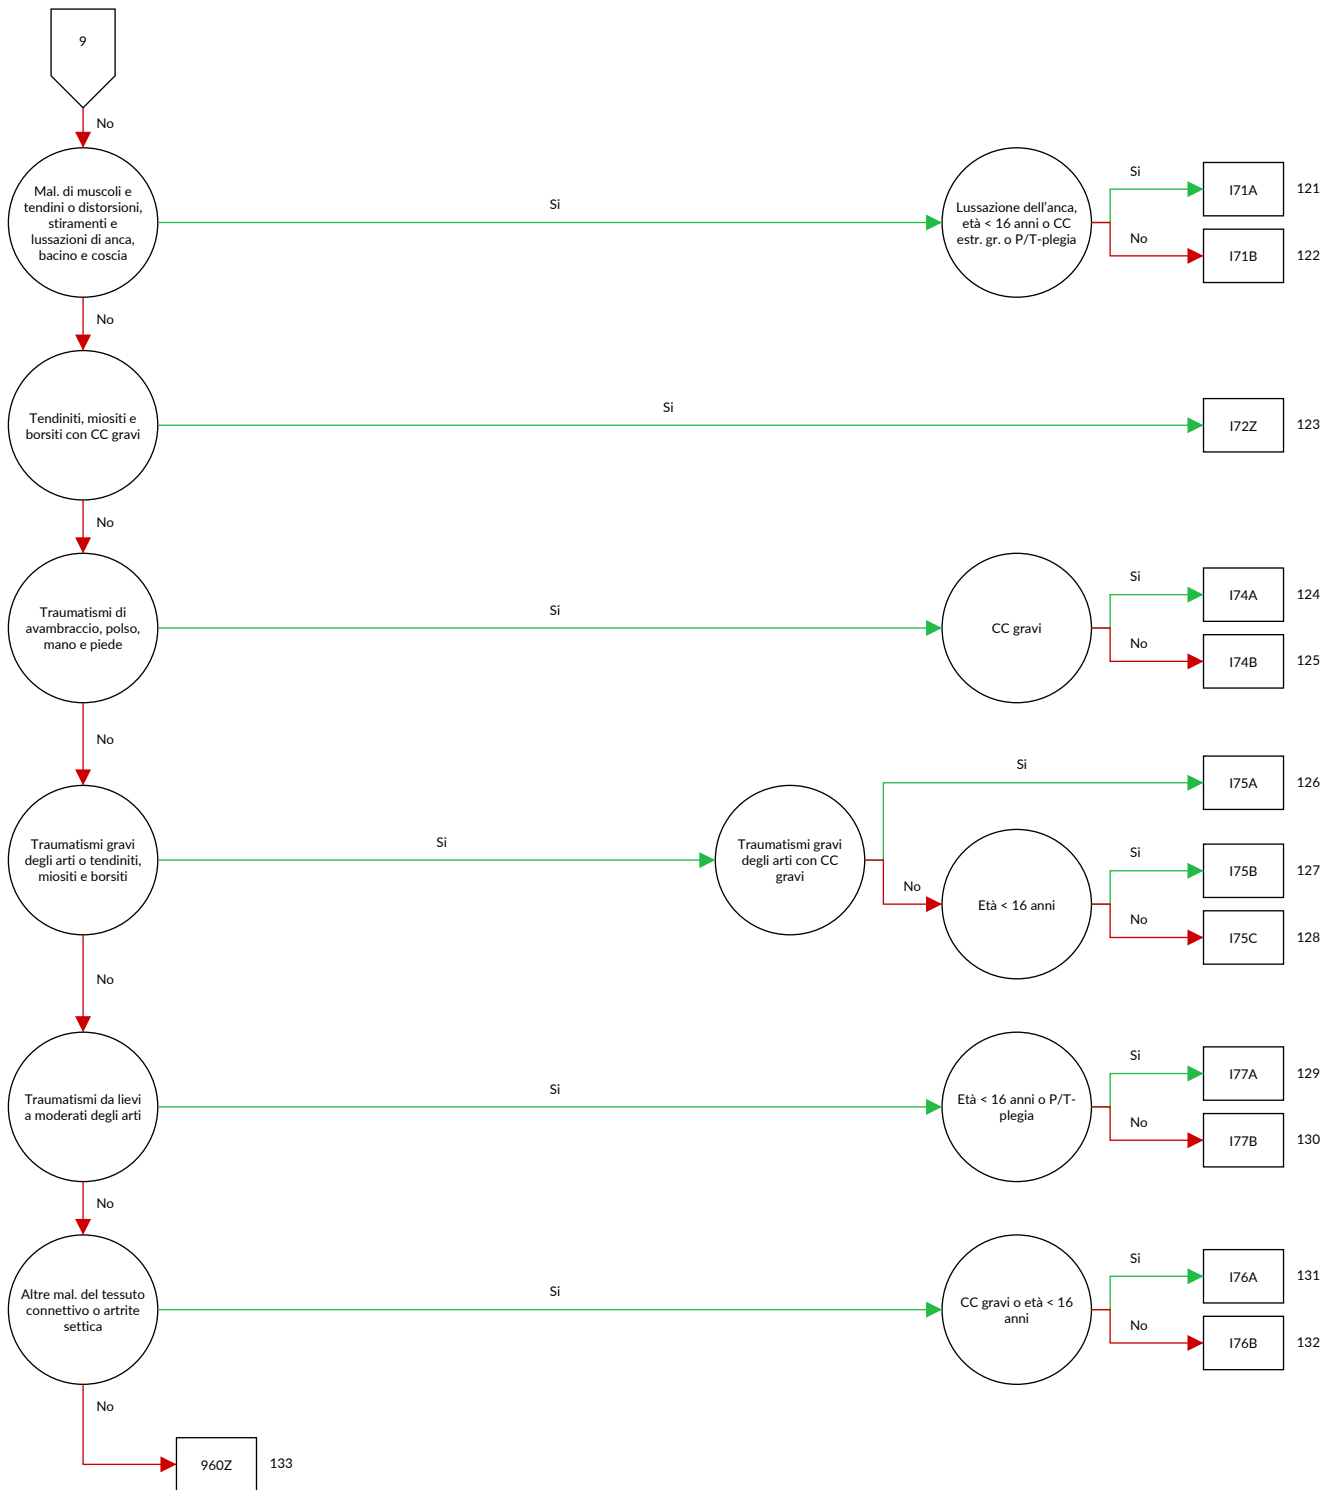 9
No
Mal. di muscoli e
tendini o distorsioni,
stiramenti e
lussazioni di anca,
bacino e coscia
Si
Lussazione dell'anca,
età < 16 anni o CC
estr. gr. o P/T-plegia
Si
I71A
121
No
I71B
122
No
Tendiniti, miositi e
borsiti con CC gravi
Si
I72Z
123
No
Traumatismi di
avambraccio, polso,
mano e piede
Si
CC gravi
Si
I74A
124
No
I74B
125
No
Traumatismi gravi
degli arti o tendiniti,
miositi e borsiti
Si
Traumatismi gravi
degli arti con CC
gravi
Si
I75A
126
No
Età < 16 anni
Si
I75B
127
No
I75C
128
No
Traumatismi da lievi
a moderati degli arti
Si
Età < 16 anni o P/T-
plegia
Si
I77A
129
No
I77B
130
No
Altre mal. del tessuto
connettivo o artrite
settica
Si
CC gravi o età < 16
anni
Si
I76A
131
No
I76B
132
No
960Z
133